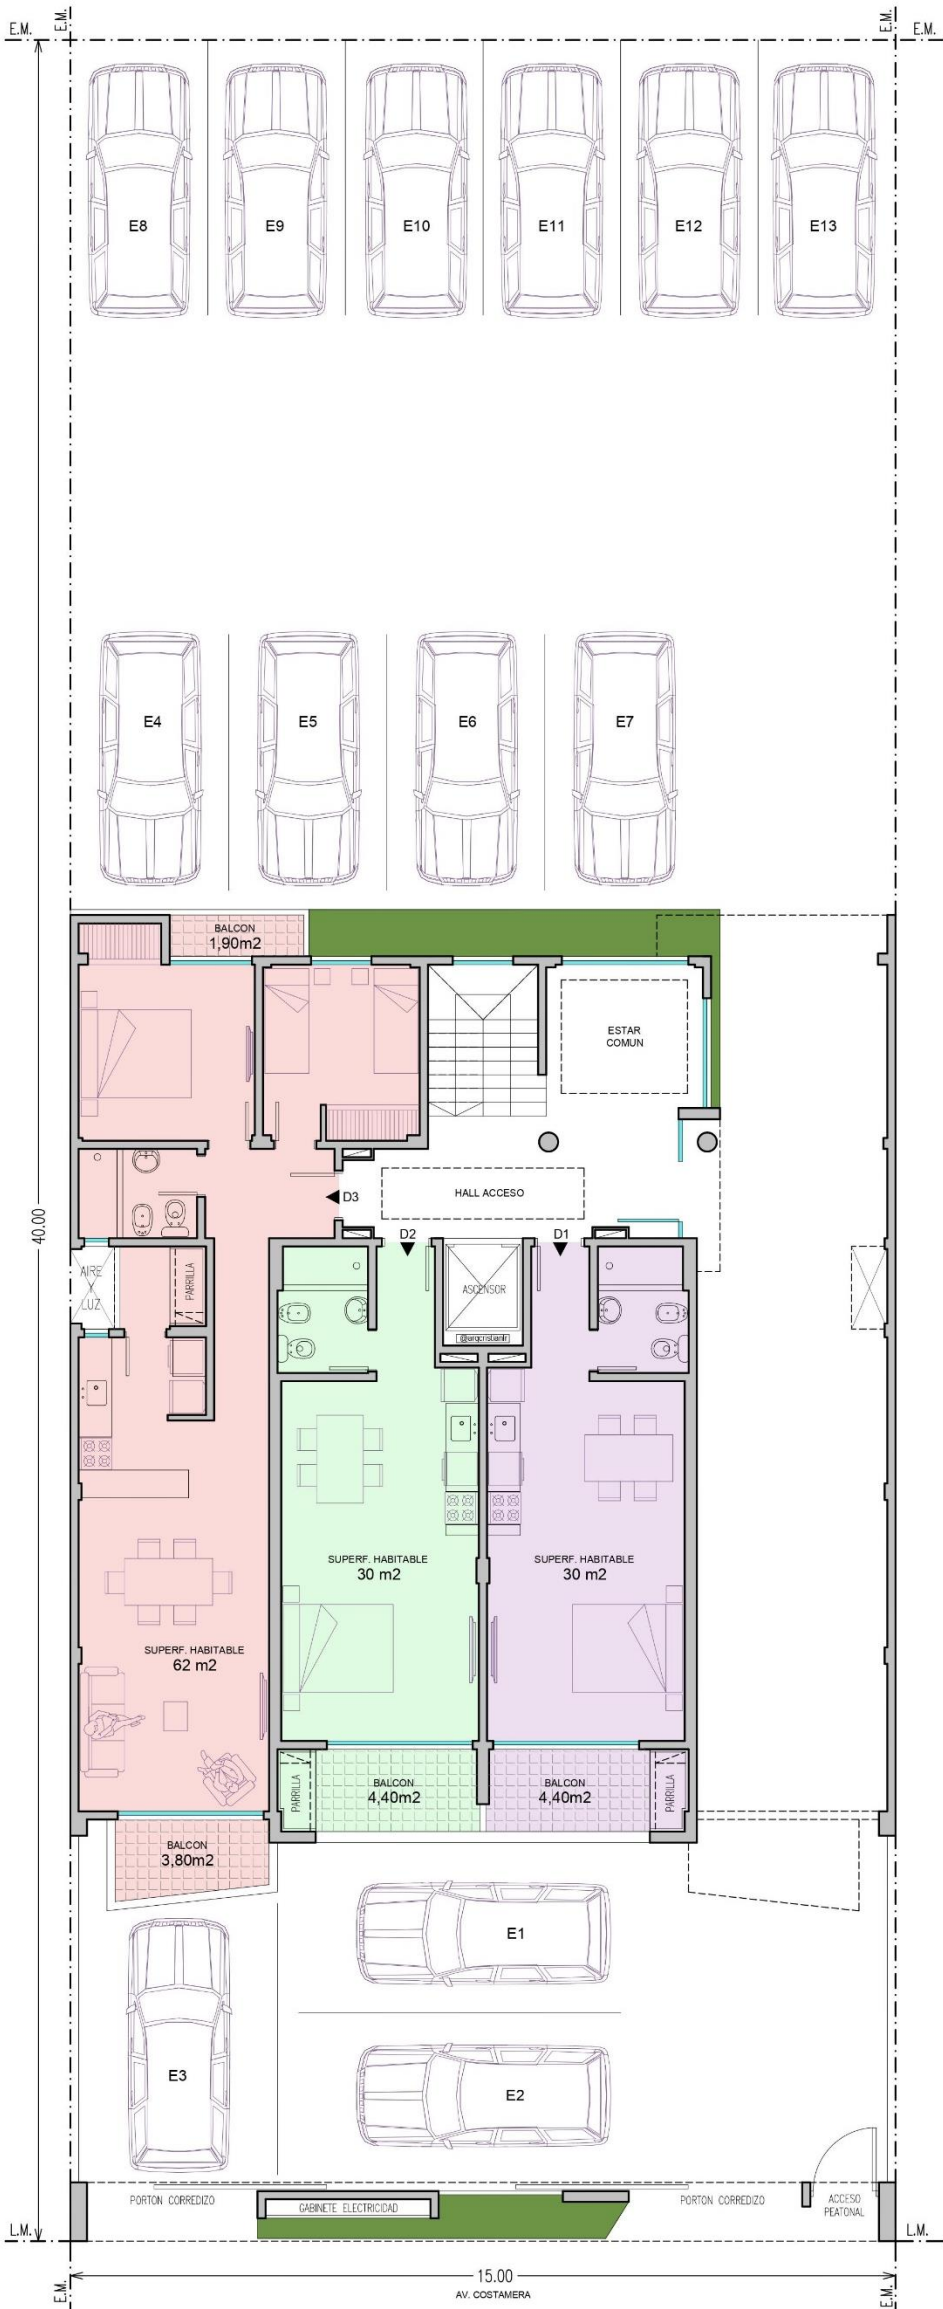 E.M.
E.M.
E.M.
E.M.
E8
E9
E10
E11
E12
E13
E4
E5
E6
E7
40.00
BALCON
1,90m2
ESTAR
COMUN
HALL ACCESO
D3
D2
D1
AIRE
Y
LUZ
PARRILLA
ASCENSOR
@arqcristianlr
SUPERF. HABITABLE
30 m2
SUPERF. HABITABLE
30 m2
SUPERF. HABITABLE
62 m2
PARRILLA
BALCON
4,40m2
BALCON
4,40m2
PARRILLA
BALCON
3,80m2
E1
E2
E3
PORTON CORREDIZO
GABINETE ELECTRICIDAD
PORTON CORREDIZO
ACCESO
PEATONAL
L.M.
L.M.
E.M.
15.00
AV. COSTAMERA
E.M.